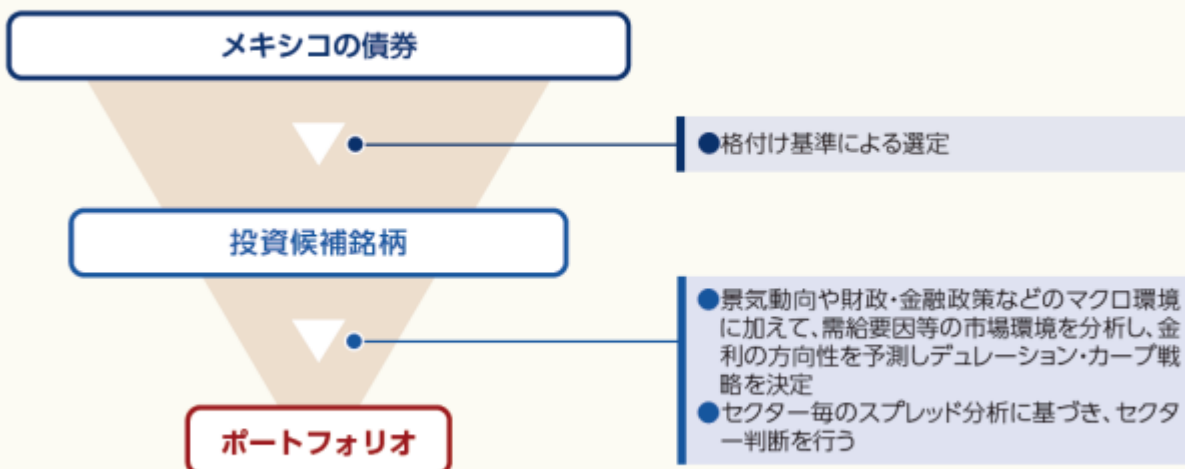 メキシコの債券
●格付け基準による選定
投資候補銘柄
●景気動向や財政・金融政策などのマクロ環境
に加えて、需給要因等の市場環境を分析し、金
利の方向性を予測しデュレーション・カーブ戦
略を決定
●セクター毎のスプレッド分析に基づき、セクタ
ー判断を行う
ポートフォリオ